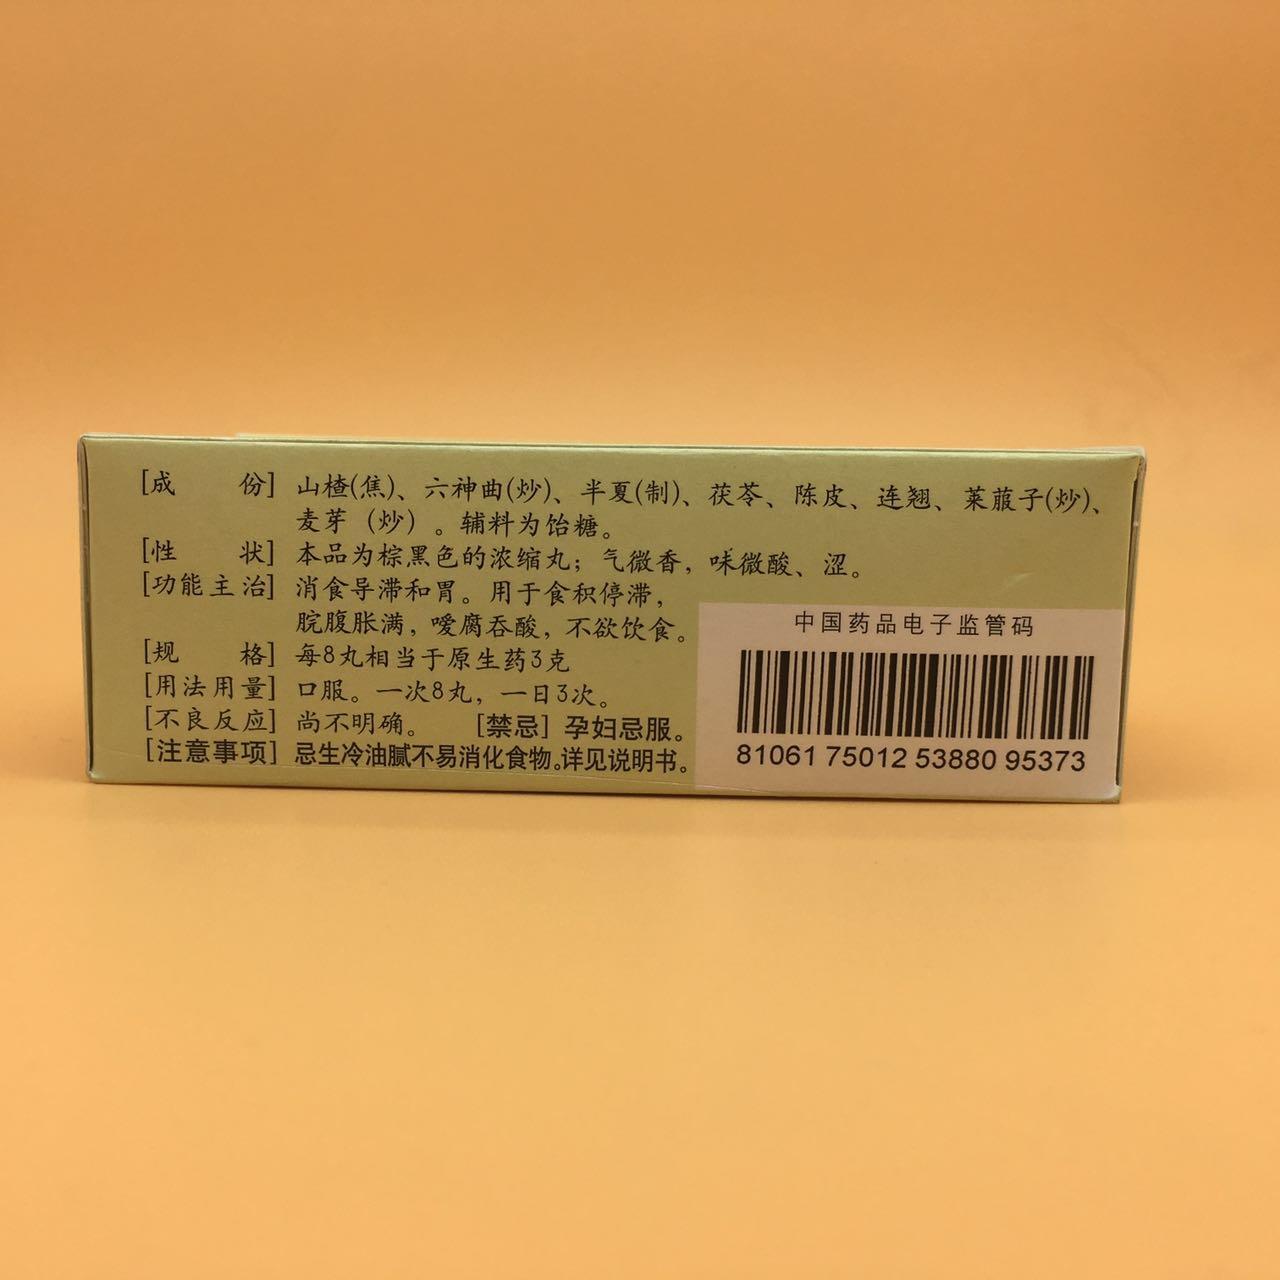 [成份] 山楂(焦)、六神曲(炒)、半夏(制)、茯苓、陈皮、连翘、莱菔子(炒)、
麦芽（炒）。辅料为饴糖。
[性状] 本品为棕黑色的浓缩丸；气微香，味微酸、涩。
[功能主治] 消食导滞和胃。用于食积停滞，
脘腹胀满，嗳腐吞酸，不欲饮食。
[规格] 每8丸相当于原生药3克
[用法用量] 口服。一次8丸，一日3次。
[不良反应] 尚不明确。 [禁忌] 孕妇忌服。
[注意事项] 忌生冷油腻不易消化食物。详见说明书。
中国药品电子监管码
81061 75012 53880 95373